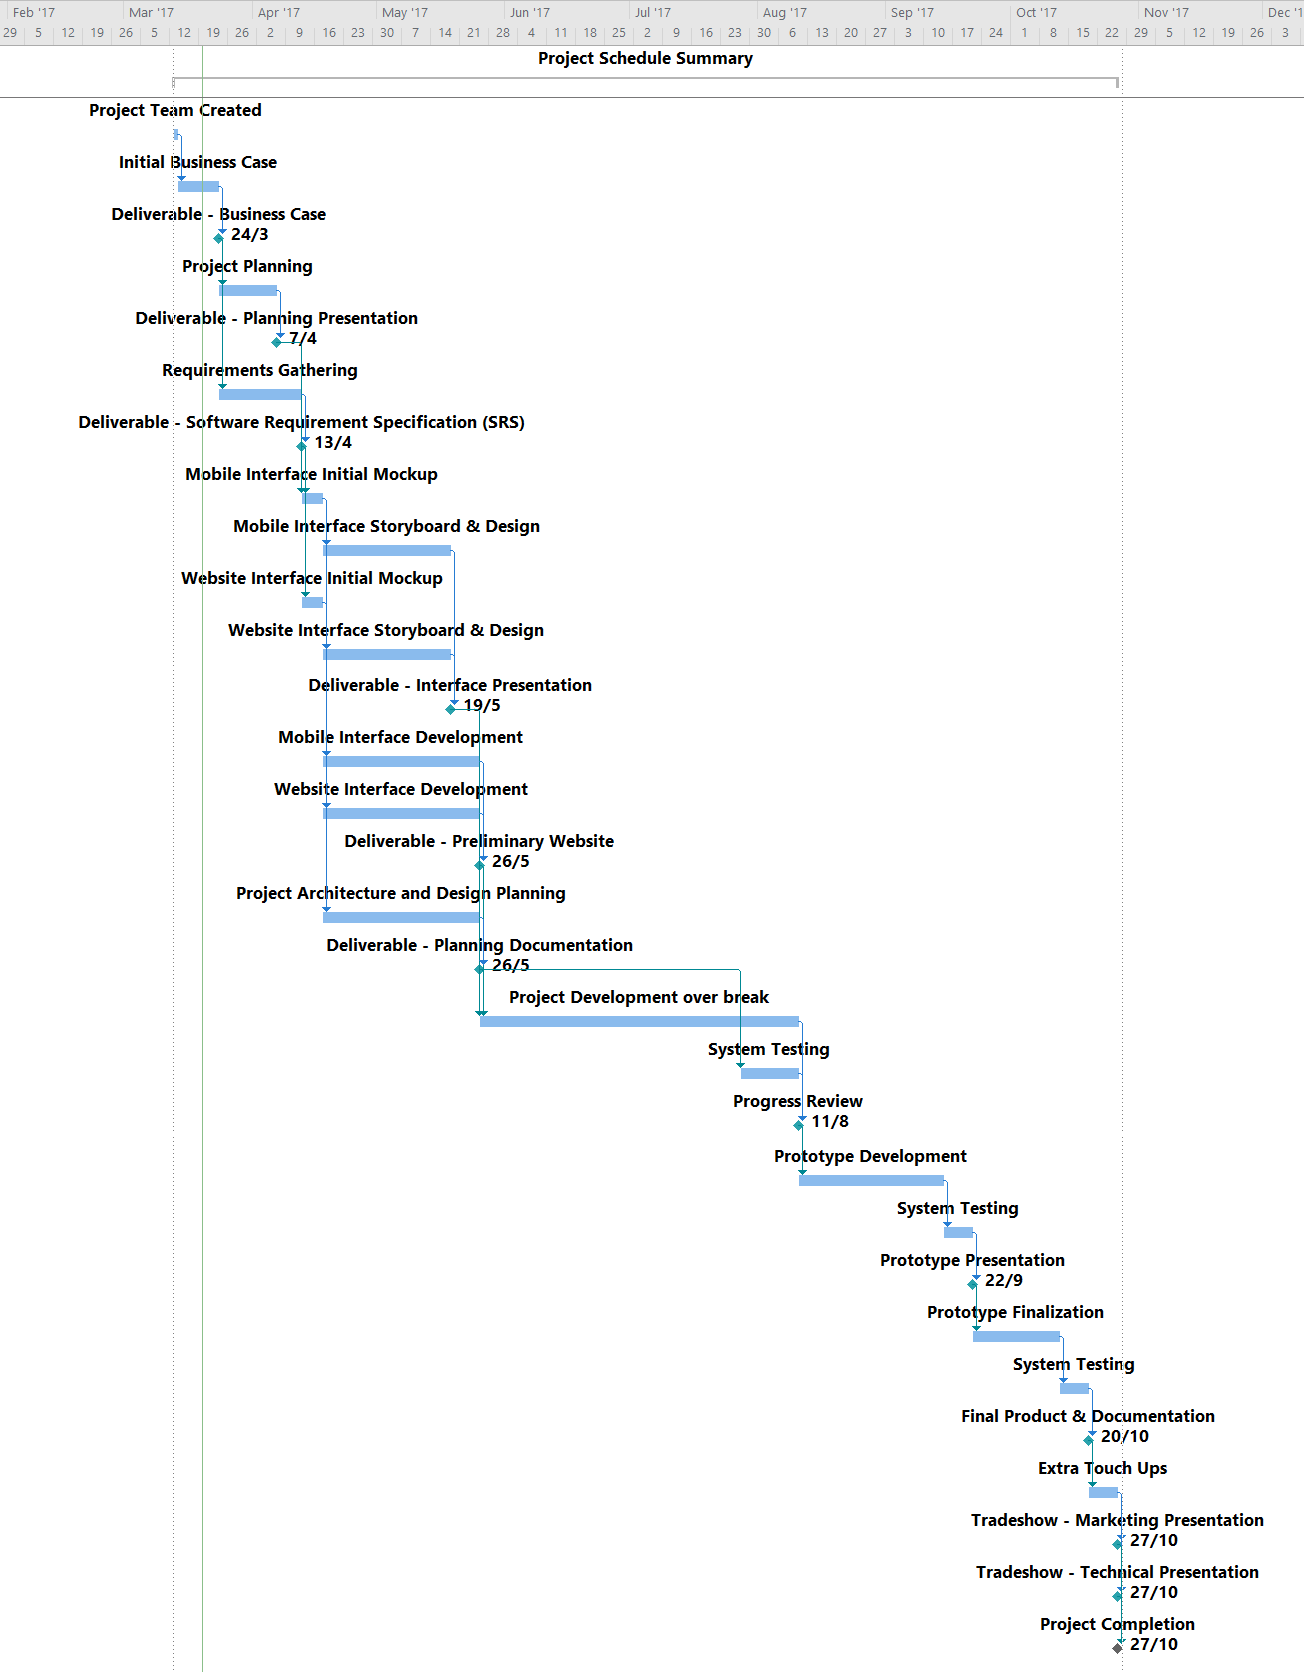 Feb '17 Mar '17 Apr '17 May '17 Jun '17 Jul '17 Aug '17 Sep '17 Oct '17 Nov '17 Dec '1
29 5 12 19 26 5 12 19 26 2 9 16 23 30 7 14 21 28 4 11 18 25 2 9 16 23 30 6 13 20 27 3 10 17 24 1 8 15 22 29 5 12 19 26 3
Project Schedule Summary
Project Team Created
Initial Business Case
Deliverable - Business Case
24/3
Project Planning
Deliverable - Planning Presentation
7/4
Requirements Gathering
Deliverable - Software Requirement Specification (SRS)
13/4
Mobile Interface Initial Mockup
Mobile Interface Storyboard & Design
Website Interface Initial Mockup
Website Interface Storyboard & Design
Deliverable - Interface Presentation
19/5
Mobile Interface Development
Website Interface Development
Deliverable - Preliminary Website
26/5
Project Architecture and Design Planning
Deliverable - Planning Documentation
26/5
Project Development over break
System Testing
Progress Review
11/8
Prototype Development
System Testing
Prototype Presentation
22/9
Prototype Finalization
System Testing
Final Product & Documentation
20/10
Extra Touch Ups
Tradeshow - Marketing Presentation
27/10
Tradeshow - Technical Presentation
27/10
Project Completion
27/10